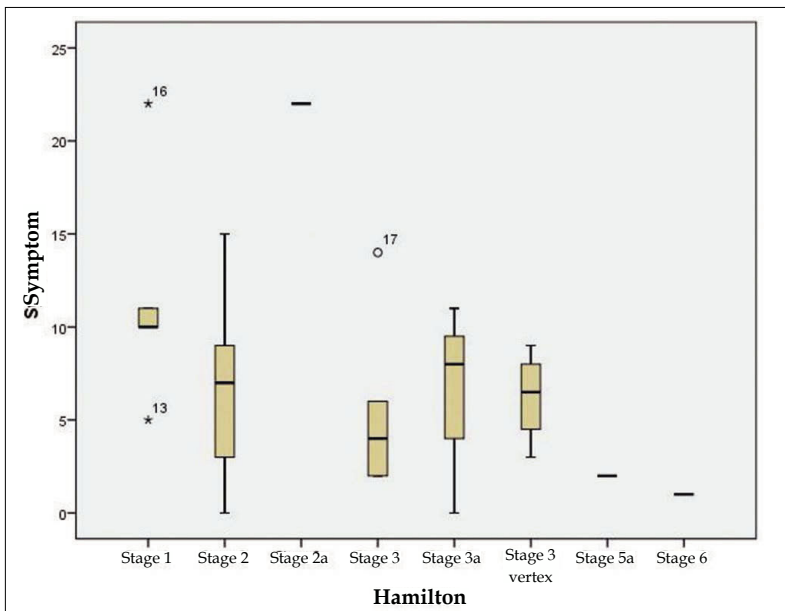 25
20
15
10
5
0
sSymptom
16
13
17
Stage 1
Stage 2
Stage 2a
Stage 3
Stage 3a
Stage 3
vertex
Stage 5a
Stage 6
Hamilton